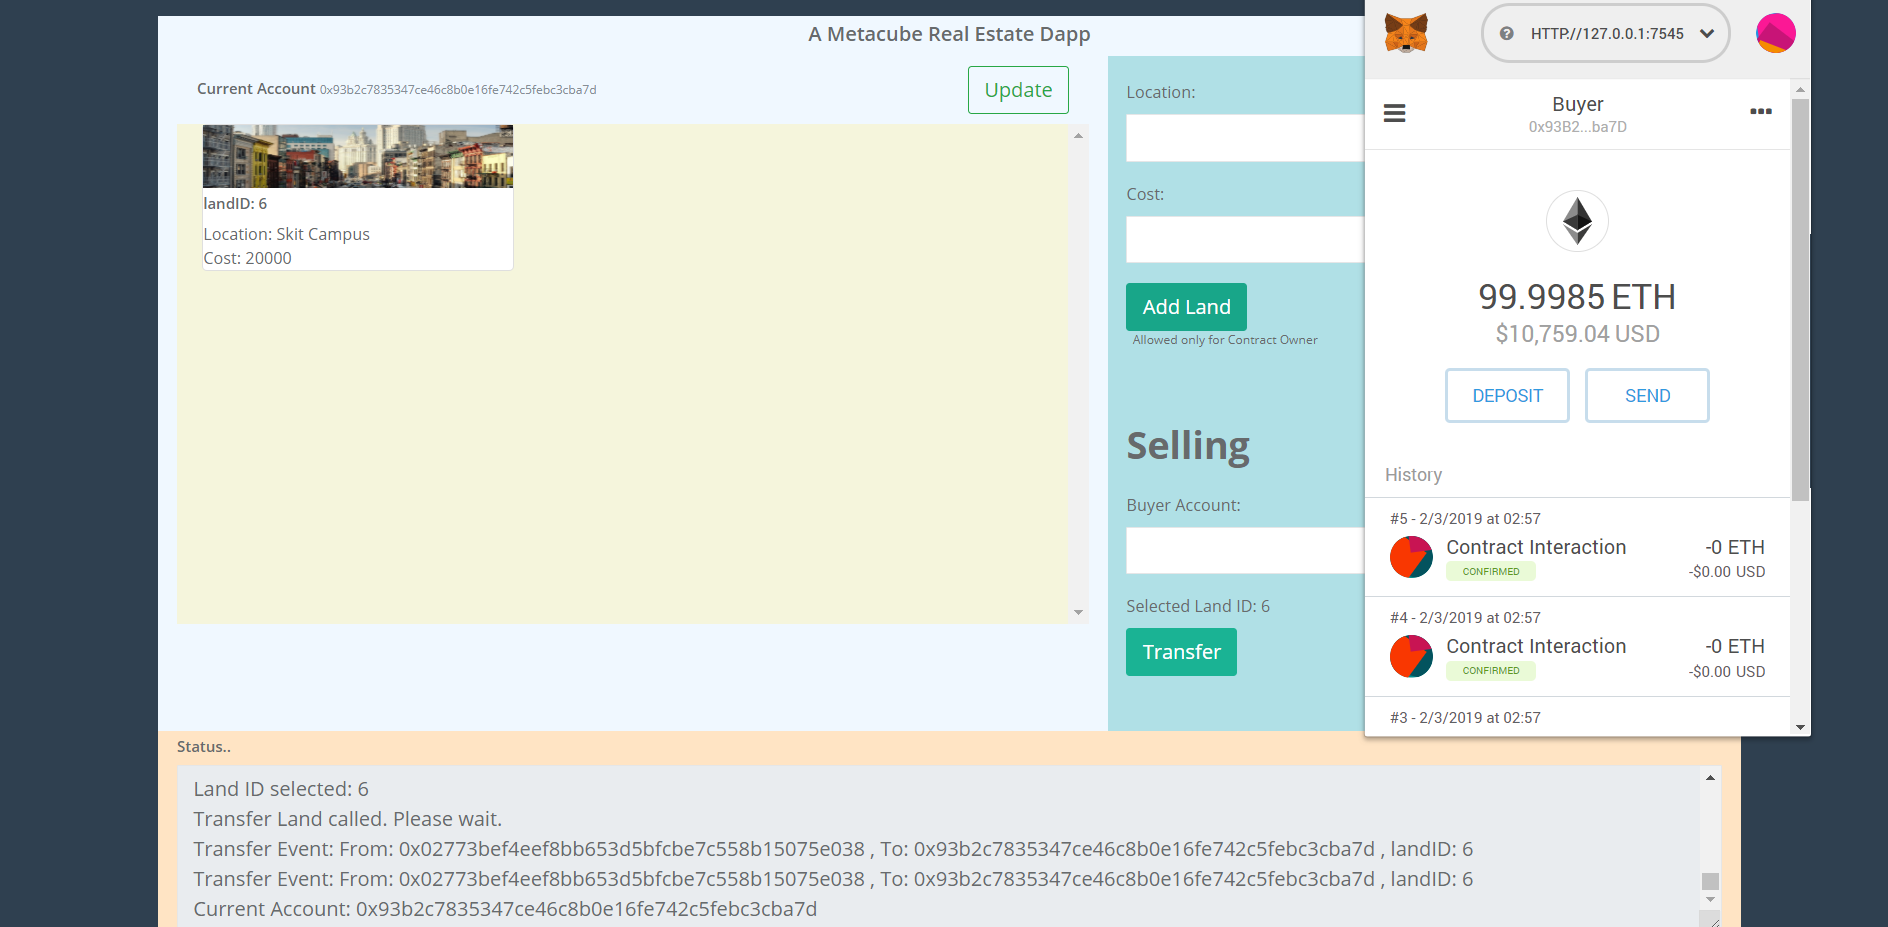 A Metacube Real Estate Dapp
Current Account 0x93b2c7835347ce46c8b0e16fe742c5febc3cba7d
Update
landID: 6
Location: Skit Campus
Cost: 20000
Location:
Cost:
Add Land
Allowed only for Contract Owner
Selling
Buyer Account:
Selected Land ID: 6
Transfer
HTTP://127.0.0.1:7545
Buyer
0x93B2...ba7D
99.9985 ETH
$10,759.04 USD
DEPOSIT
SEND
History
#5 - 2/3/2019 at 02:57
Contract Interaction
-0 ETH
CONFIRMED
-$0.00 USD
#4 - 2/3/2019 at 02:57
Contract Interaction
-0 ETH
CONFIRMED
-$0.00 USD
#3 - 2/3/2019 at 02:57
Status..
Land ID selected: 6
Transfer Land called. Please wait.
Transfer Event: From: 0x02773bef4eef8bb653d5bfcbe7c558b15075e038 , To: 0x93b2c7835347ce46c8b0e16fe742c5febc3cba7d , landID: 6
Transfer Event: From: 0x02773bef4eef8bb653d5bfcbe7c558b15075e038 , To: 0x93b2c7835347ce46c8b0e16fe742c5febc3cba7d , landID: 6
Current Account: 0x93b2c7835347ce46c8b0e16fe742c5febc3cba7d